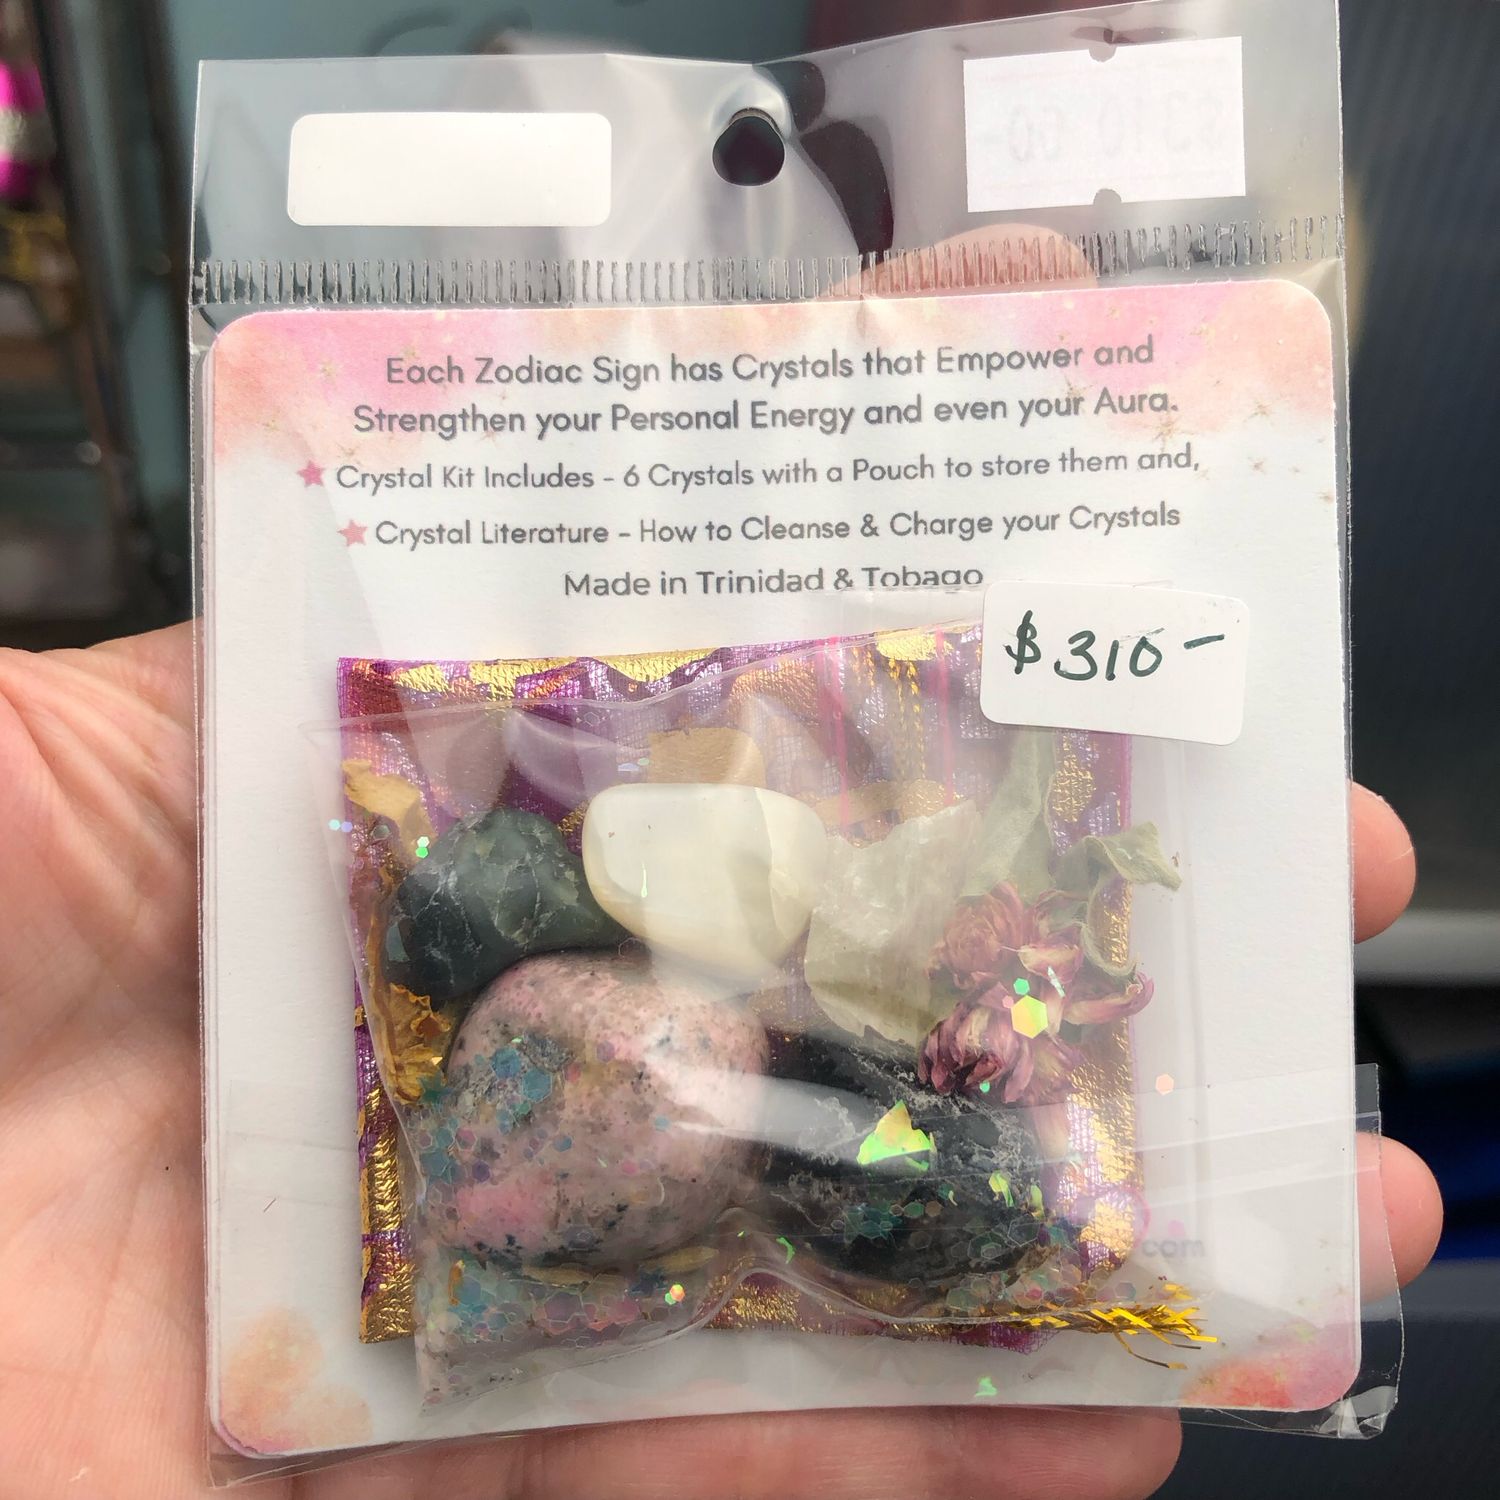 Each Zodiac Sign has Crystals that Empower and
Strengthen your Personal Energy and even your Aura.
Crystal Kit Includes - 6 Crystals with a Pouch to store them and,
Crystal Literature - How to Cleanse & Charge your Crystals
Made in Trinidad & Tobago
$310-
com